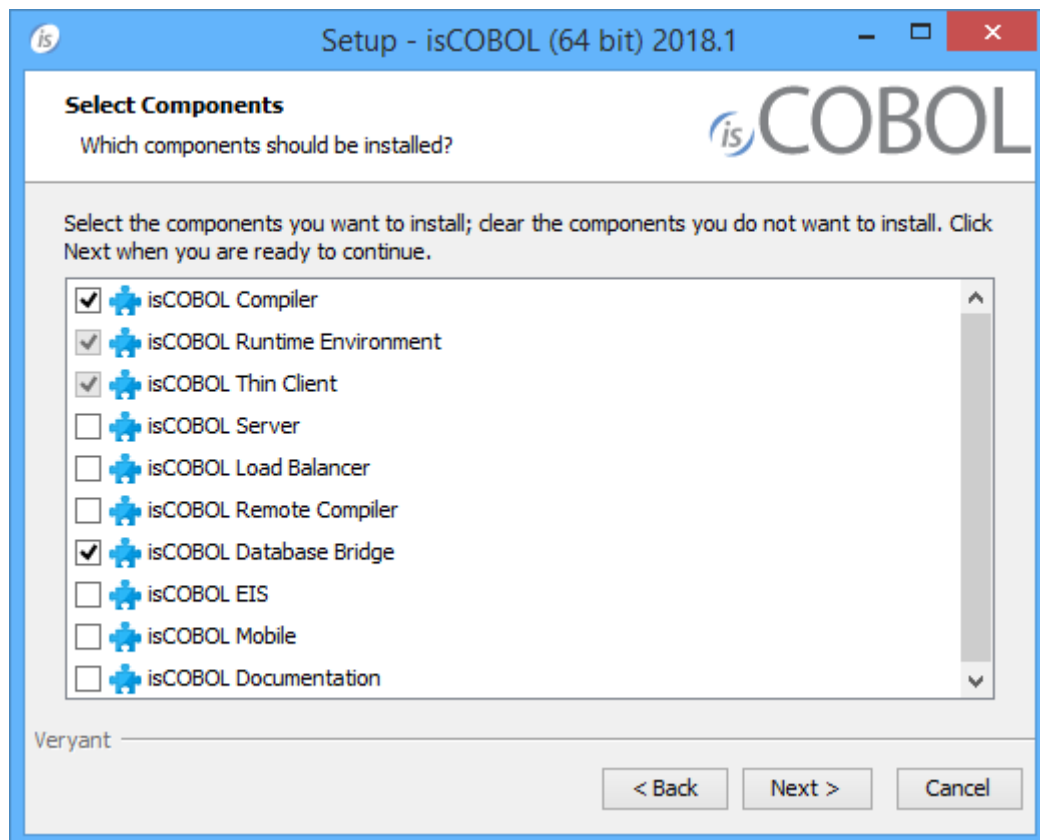 is
Setup - isCOBOL (64 bit) 2018.1
Select Components
Which components should be installed?
isCOBOL
Select the components you want to install; clear the components you do not want to install. Click
Next when you are ready to continue.
isCOBOL Compiler
isCOBOL Runtime Environment
isCOBOL Thin Client
isCOBOL Server
isCOBOL Load Balancer
isCOBOL Remote Compiler
isCOBOL Database Bridge
isCOBOL EIS
isCOBOL Mobile
isCOBOL Documentation
Veryant
< Back Next > Cancel